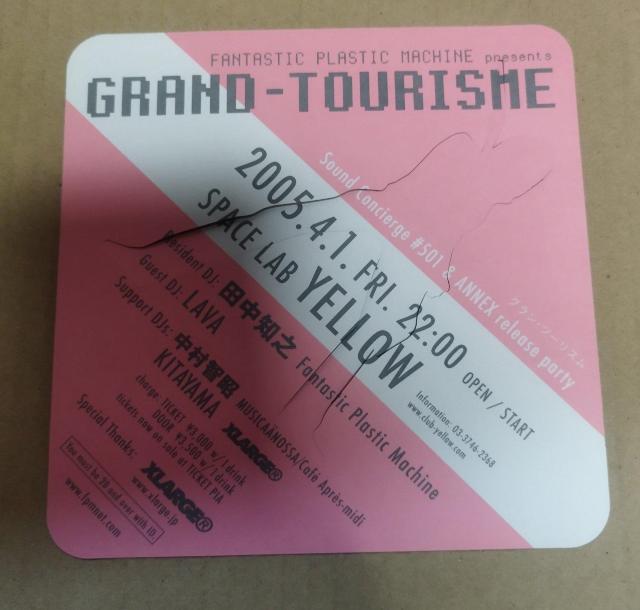 FANTASTIC PLASTIC MACHINE presents
GRAND-TOURISME
グラン・ツーリスム
Sound Concierge #501 & ANNEX release party
2005.4.1. FRI. 22:00 OPEN / START
SPACE LAB YELLOW
Information: 03-3746-2368
www.club-yellow.com
Resident DJ: 田中知之 Fantastic Plastic Machine
Guest DJ: LAVA
Support DJs: 中村智昭 MUSICAÄNOSSA/Café Après-midi
KITAYAMA XLARGE®
charge: TICKET ¥3,000 w/1drink
DOOR ¥3,500 w/1drink
tickets now on sale at TICKET PIA
Special Thanks: XLARGE®
www.xlarge.jp
You must be 20 and over with ID.
www.fpmnet.com